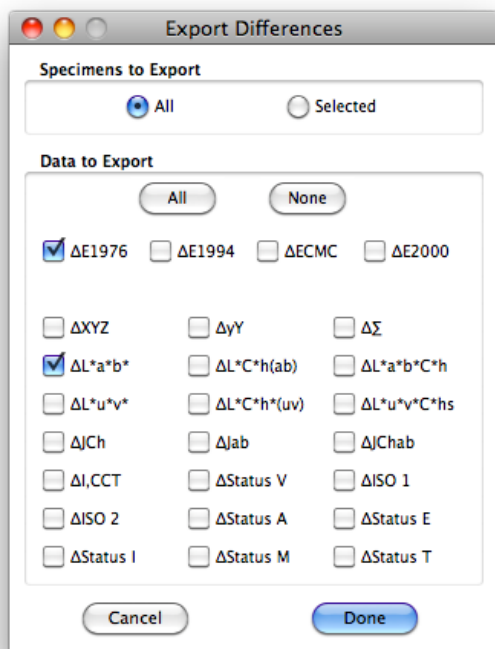 Export Differences
Specimens to Export
All Selected
Data to Export
All None
ΔE1976 ΔE1994 ΔECMC ΔE2000
ΔXYZ ΔyY Δ∑
ΔL*a*b* ΔL*C*h(ab) ΔL*a*b*C*h
ΔL*u*v* ΔL*C*h*(uv) ΔL*u*v*C*hs
ΔJCh ΔJab ΔJChab
ΔI,CCT ΔStatus V ΔISO 1
ΔISO 2 ΔStatus A ΔStatus E
ΔStatus I ΔStatus M ΔStatus T
Cancel Done